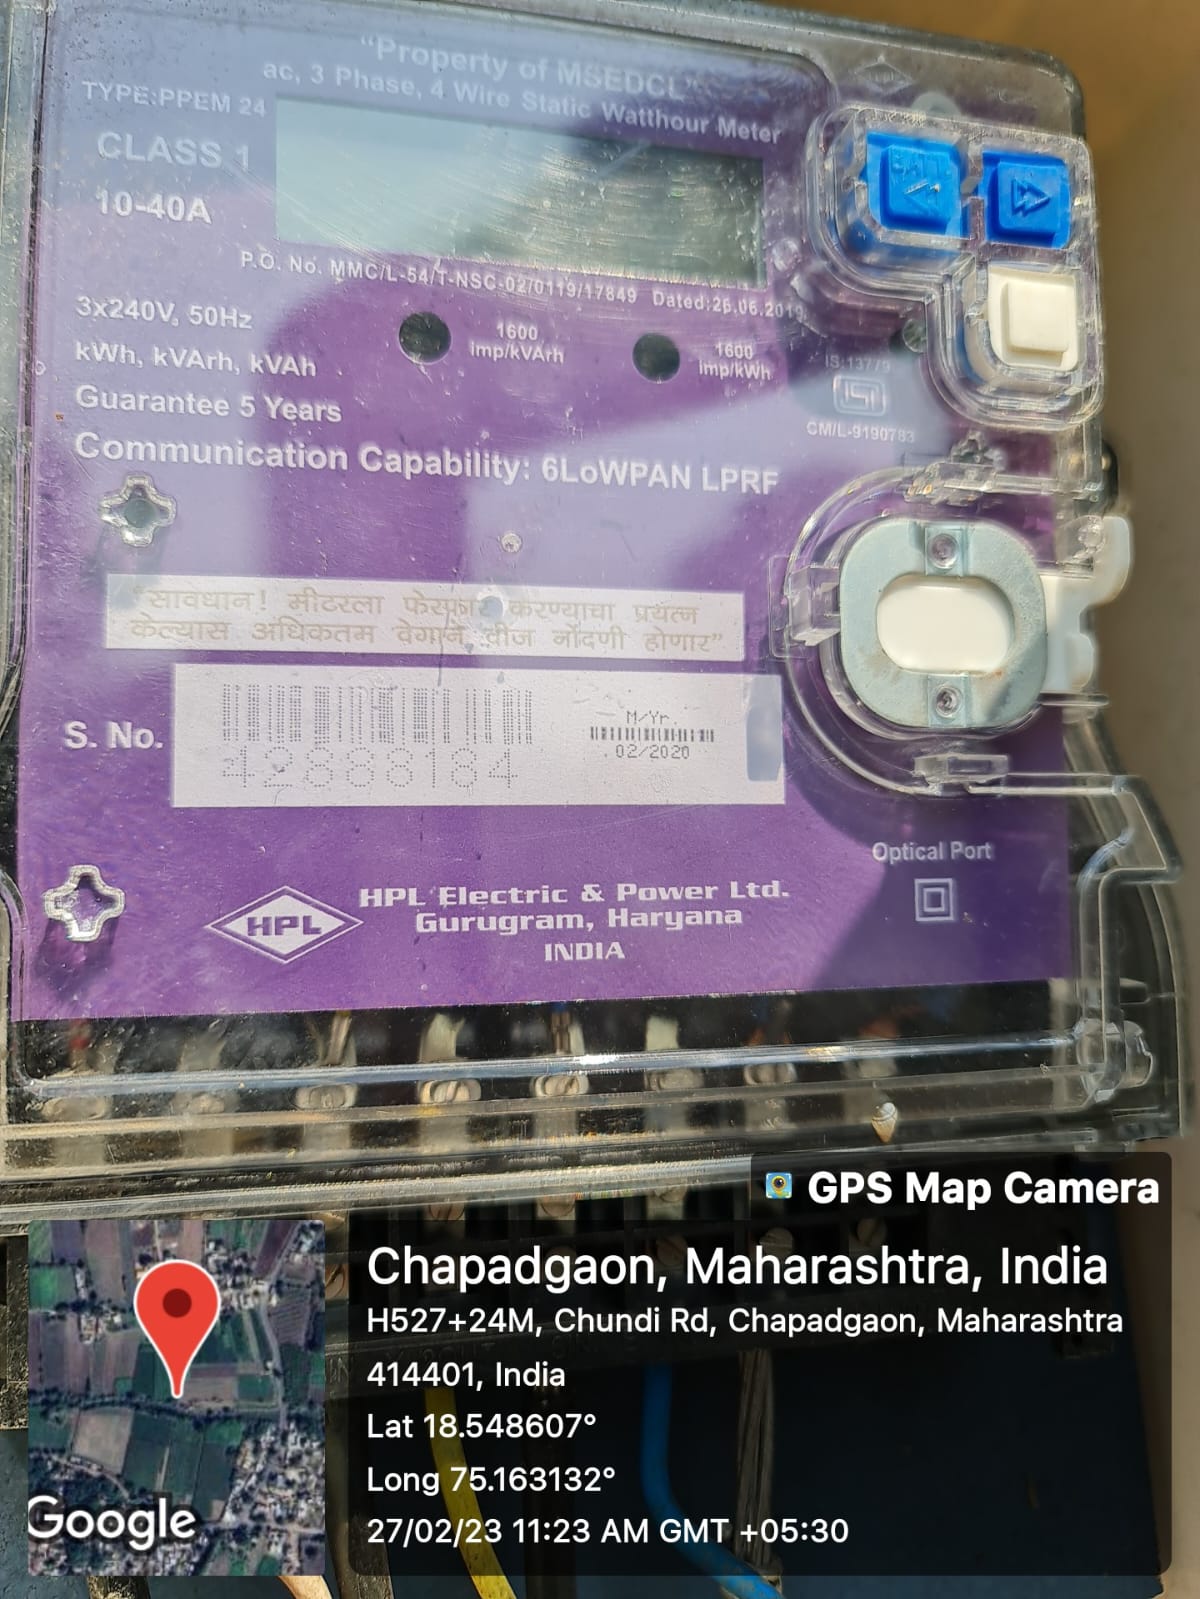 "Property of MSEDCL"
ac, 3 Phase, 4 Wire Static Watthour Meter
TYPE:PPEM 24
CLASS 1
10-40A
P.O. No. MMC/L-54/T-NSC-02/0119/17849 Dated:26.06.2019
3x240V, 50Hz
1600
imp/kVArh
1600
imp/kWh
kWh, kVArh, kVAh
IS:13779
Guarantee 5 Years
CM/L-9190783
Communication Capability: 6LoWPAN LPRF
"सावधान! मीटरला फेरफार करण्याचा प्रयत्न
केल्यास अधिकतम वेगाने वीज नोंदणी होणार"
S. No.
42888184
M/Yr.
02/2020
Optical Port
HPL
HPL Electric & Power Ltd.
Gurugram, Haryana
INDIA
GPS Map Camera
Chapadgaon, Maharashtra, India
H527+24M, Chundi Rd, Chapadgaon, Maharashtra
414401, India
Lat 18.548607°
Long 75.163132°
27/02/23 11:23 AM GMT +05:30
Google